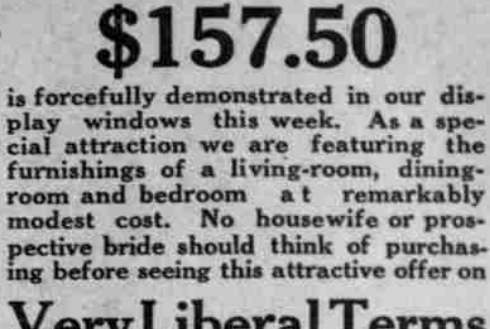 $157.50
is forcefully demonstrated in our dis-
play windows this week. As a spe-
cial attraction we are featuring the
furnishings of a living-room, dining-
room and bedroom at remarkably
modest cost. No housewife or pros-
pective bride should think of purchas-
ing before seeing this attractive offer on
Very Liberal Terms